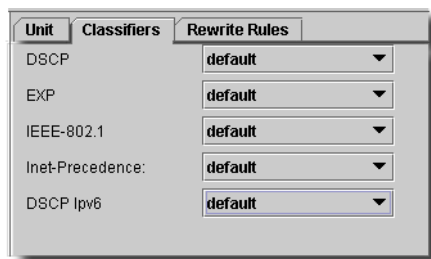 Unit Classifiers Rewrite Rules
DSCP default
EXP default
IEEE-802.1 default
Inet-Precedence: default
DSCP Ipv6 default